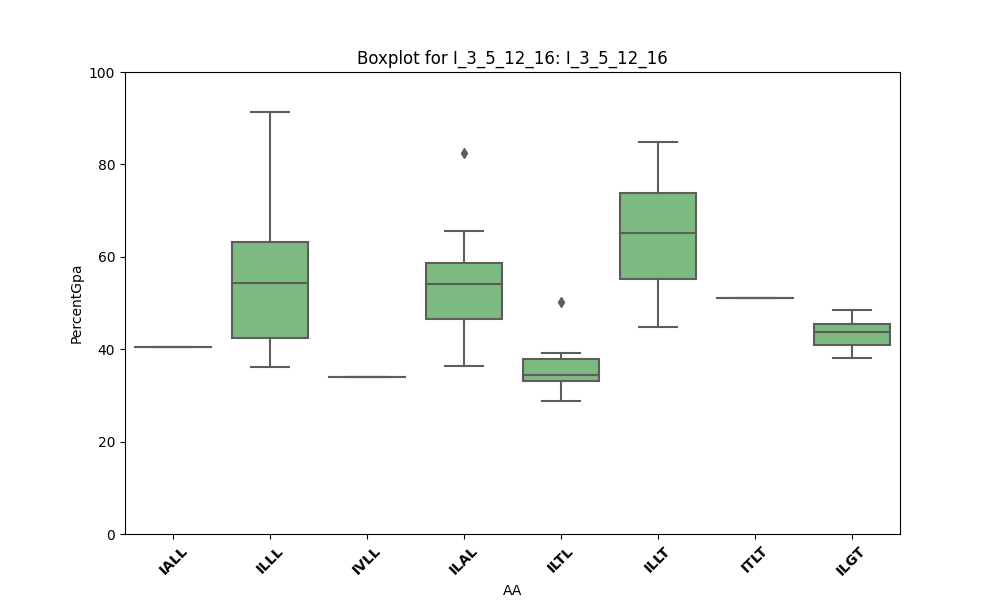 Boxplot for I_3_5_12_16: I_3_5_12_16
100
80
60
40
20
0
PercentGpa
IALL
ILLL
IVLL
ILAL
ILTL
ILLT
ITLT
ILGT
AA